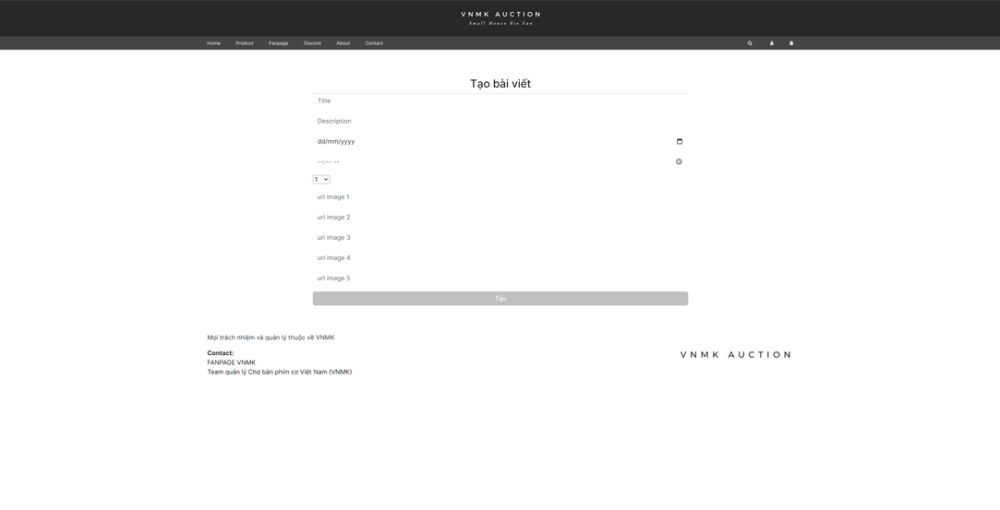 VNMK AUCTION
Small Money Big Fun
Home Product Fanpage Discord About Contact
Tạo bài viết
Title
Description
dd/mm/yyyy
--:-- --
1
url image 1
url image 2
url image 3
url image 4
url image 5
Tạo
Mọi trách nhiệm và quản lý thuộc về VNMK
Contact:
FANPAGE VNMK
Team quản lý Chợ bàn phím cơ Việt Nam (VNMK)
VNMK AUCTION